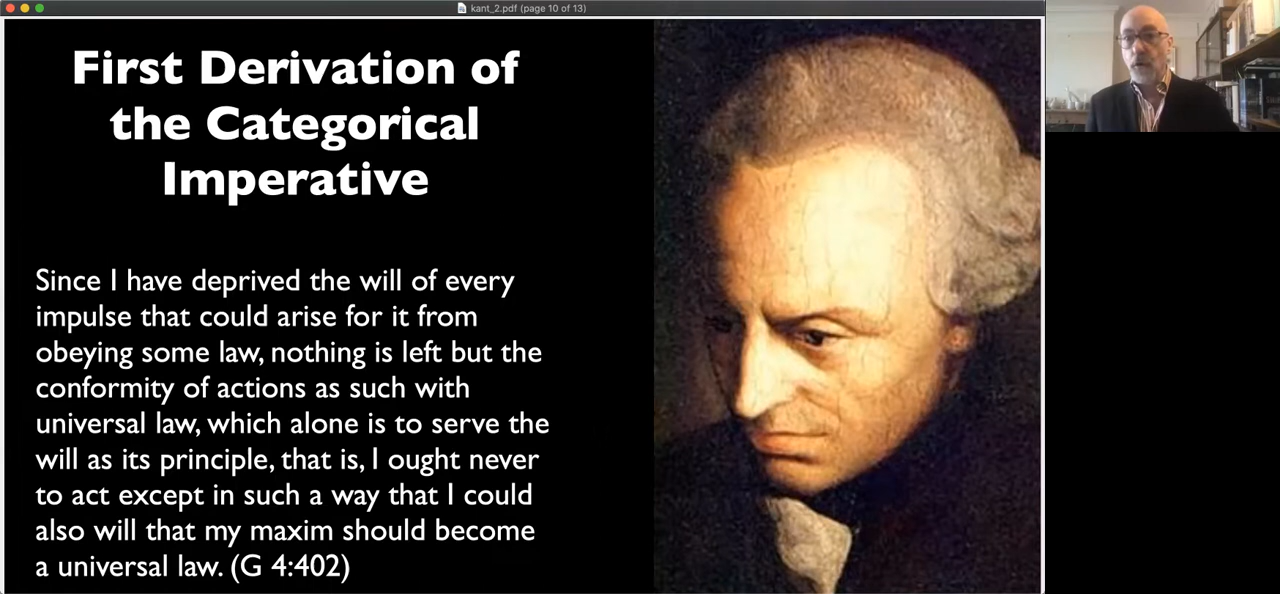 kant_2.pdf (page 10 of 13)
First Derivation of
the Categorical
Imperative
Since I have deprived the will of every
impulse that could arise for it from
obeying some law, nothing is left but the
conformity of actions as such with
universal law, which alone is to serve the
will as its principle, that is, I ought never
to act except in such a way that I could
also will that my maxim should become
a universal law. (G 4:402)